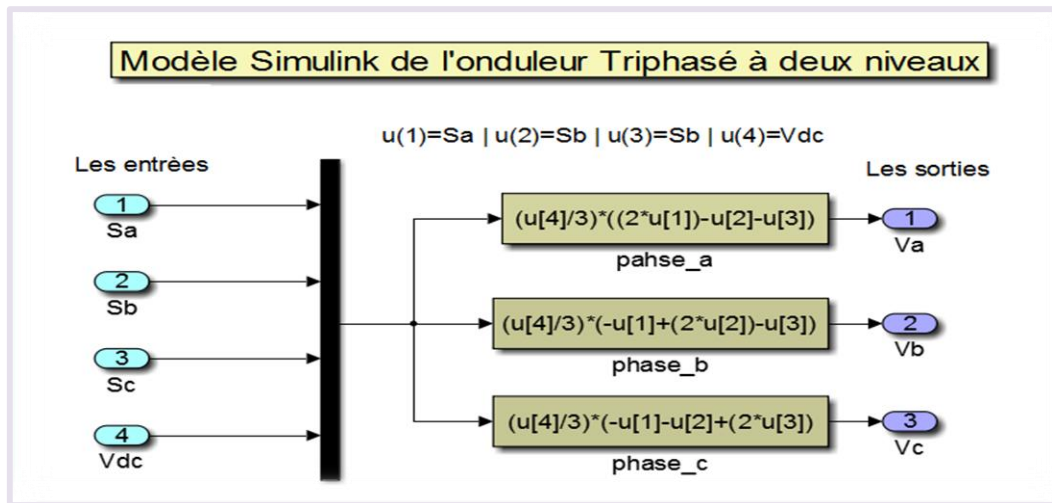 Modèle Simulink de l'onduleur Triphasé à deux niveaux
u(1)=Sa | u(2)=Sb | u(3)=Sb | u(4)=Vdc
Les entrèes
Les sorties
1
Sa
2
Sb
3
Sc
4
Vdc
(u[4]/3)*((2*u[1])-u[2]-u[3])
pahse_a
(u[4]/3)*(-u[1]+(2*u[2])-u[3])
phase_b
(u[4]/3)*(-u[1]-u[2]+(2*u[3])
phase_c
1
Va
2
Vb
3
Vc